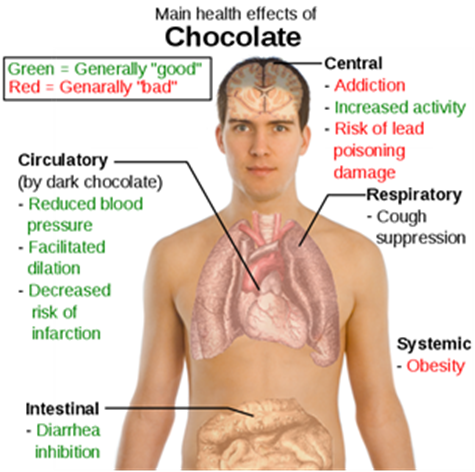 Main health effects of
Chocolate
Green = Generally "good"
Red = Genarally "bad"
Central
- Addiction
- Increased activity
- Risk of lead
poisoning
damage
Circulatory
(by dark chocolate)
- Reduced blood
pressure
- Facilitated
dilation
- Decreased
risk of
infarction
Respiratory
- Cough
suppression
Systemic
- Obesity
Intestinal
- Diarrhea
inhibition